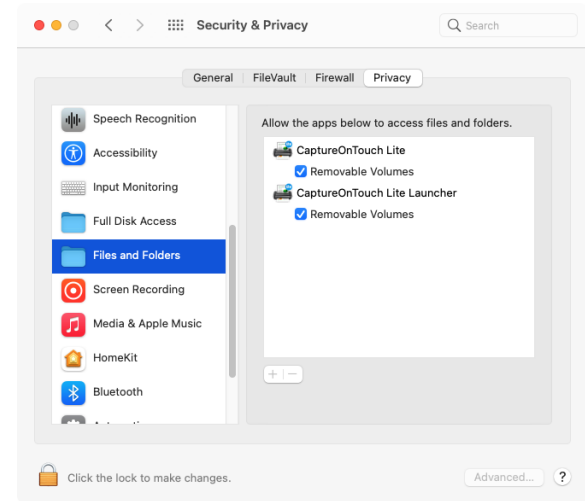 Security & Privacy
Search
General
FileVault
Firewall
Privacy
Speech Recognition
Accessibility
Input Monitoring
Full Disk Access
Files and Folders
Screen Recording
Media & Apple Music
HomeKit
Bluetooth
Allow the apps below to access files and folders.
CaptureOnTouch Lite
Removable Volumes
CaptureOnTouch Lite Launcher
Removable Volumes
Click the lock to make changes.
Advanced...
?